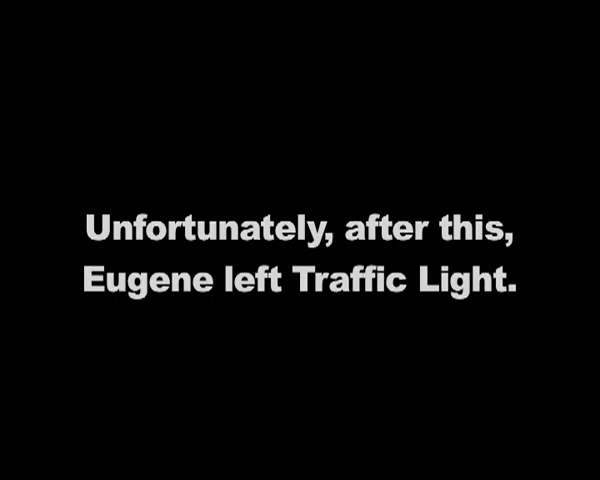 Unfortunately, after this,
Eugene left Traffic Light.